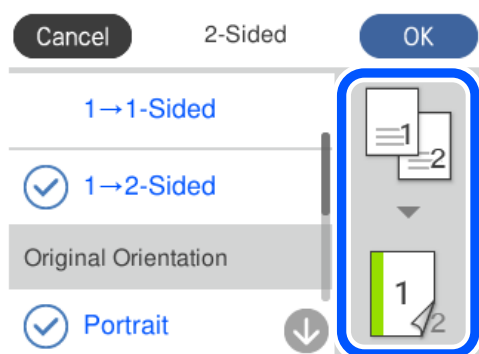 Cancel 2-Sided OK
1→1-Sided
1→2-Sided
Original Orientation
Portrait
1
2
1
2